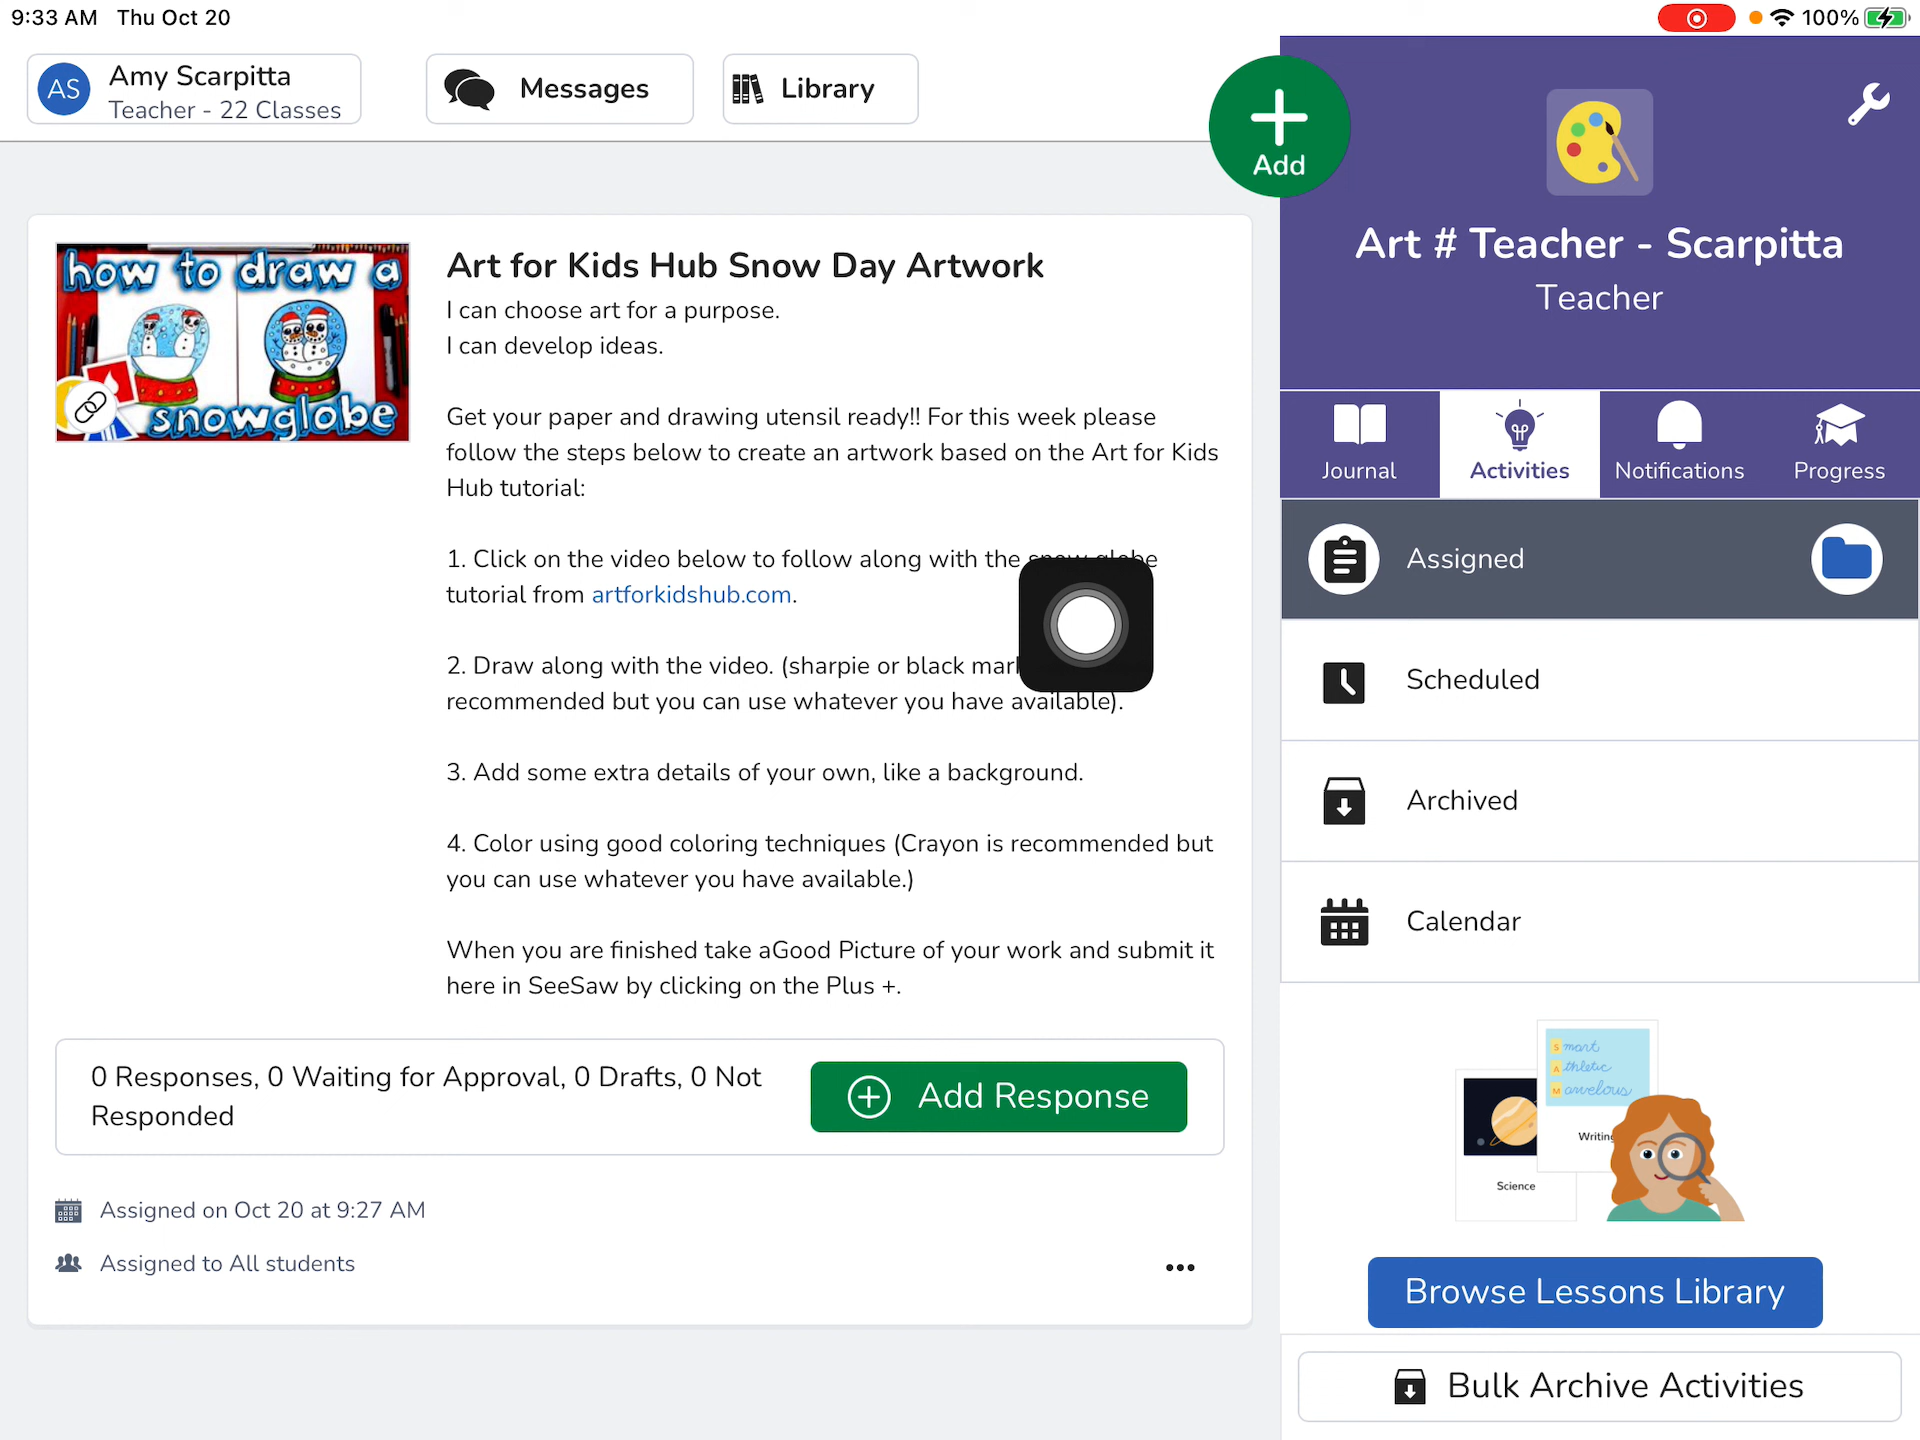 9:33 AM Thu Oct 20
100%
AS
Amy Scarpitta
Teacher - 22 Classes
Messages
Library
Add
Art # Teacher - Scarpitta
Teacher
Journal
Activities
Notifications
Progress
Assigned
Scheduled
Archived
Calendar
how to draw a
snowglobe
Art for Kids Hub Snow Day Artwork
I can choose art for a purpose.
I can develop ideas.
Get your paper and drawing utensil ready!! For this week please
follow the steps below to create an artwork based on the Art for Kids
Hub tutorial:
1. Click on the video below to follow along with the snow globe
tutorial from artforkidshub.com.
2. Draw along with the video. (sharpie or black
recommended but you can use whatever you have available).
3. Add some extra details of your own, like a background.
4. Color using good coloring techniques (Crayon is recommended but
you can use whatever you have available.)
When you are finished take aGood Picture of your work and submit it
here in SeeSaw by clicking on the Plus +.
0 Responses, 0 Waiting for Approval, 0 Drafts, 0 Not
Responded
Add Response
Assigned on Oct 20 at 9:27 AM
Assigned to All students
Smart
Athletic
Marvelous
Writing
Science
Browse Lessons Library
Bulk Archive Activities